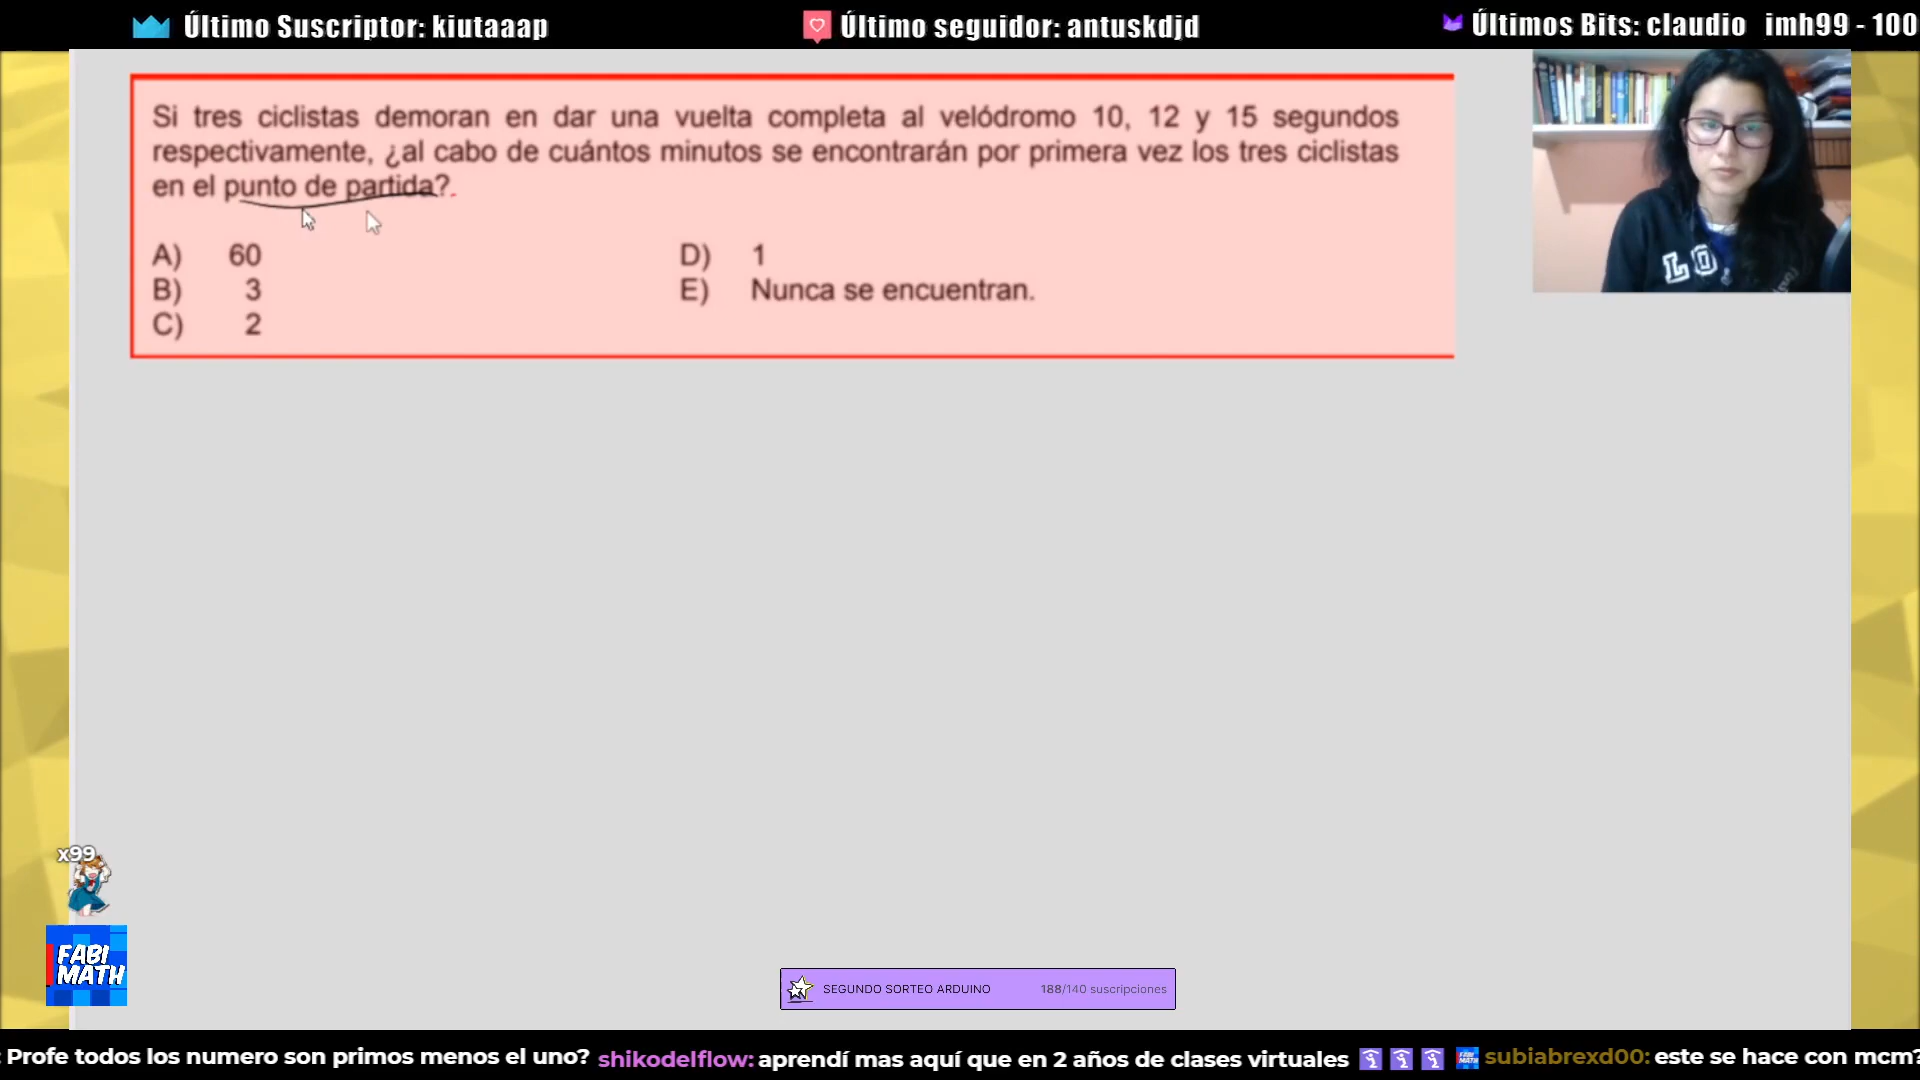 Último Suscriptor: kiutaaap
Último seguidor: antuskdjd
Últimos Bits: claudio imh99 - 100
Si tres ciclistas demoran en dar una vuelta completa al velódromo 10, 12 y 15 segundos
respectivamente, ¿al cabo de cuántos minutos se encontrarán por primera vez los tres ciclistas
en el punto de partida?.
A) 60
B) 3
C) 2
D) 1
E) Nunca se encuentran.
LO
x99
FABI
MATH
SEGUNDO SORTEO ARDUINO 188/140 suscripciones
: Profe todos los numero son primos menos el uno? shikodelflow: aprendí mas aquí que en 2 años de clases virtuales subiabrexd00: este se hace con mcm?